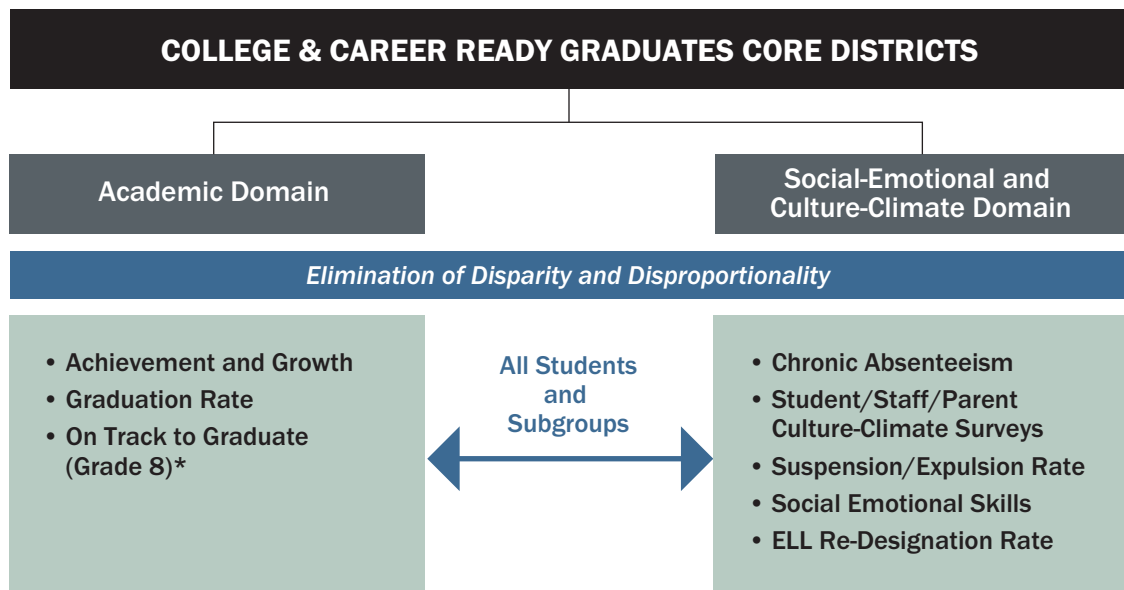 COLLEGE & CAREER READY GRADUATES CORE DISTRICTS
Academic Domain
Social-Emotional and
Culture-Climate Domain
Elimination of Disparity and Disproportionality
• Achievement and Growth
• Graduation Rate
• On Track to Graduate
(Grade 8)*
All Students
and
Subgroups
• Chronic Absenteeism
• Student/Staff/Parent
Culture-Climate Surveys
• Suspension/Expulsion Rate
• Social Emotional Skills
• ELL Re-Designation Rate